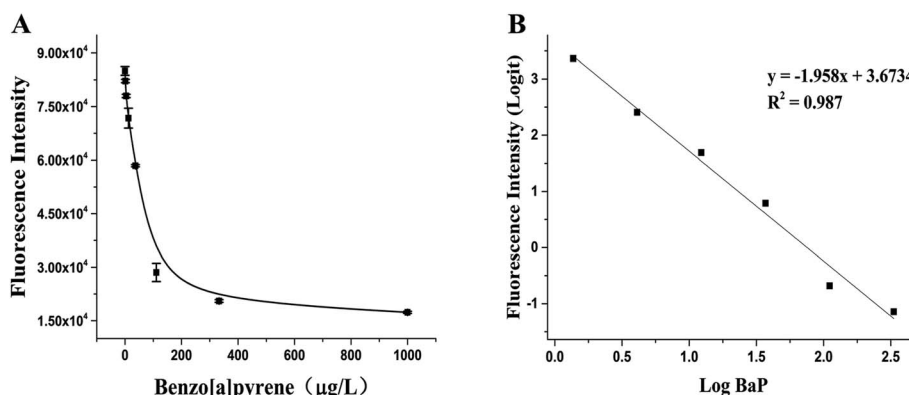 A
Fluorescence Intensity
9.00x10⁴
7.50x10⁴
6.00x10⁴
4.50x10⁴
3.00x10⁴
1.50x10⁴
0 200 400 600 800 1000
Benzo[a]pyrene（μg/L）
B
Fluorescence Intensity (Logit)
y = -1.958x + 3.6734
R² = 0.987
3
2
1
0
-1
0.0 0.5 1.0 1.5 2.0 2.5
Log BaP